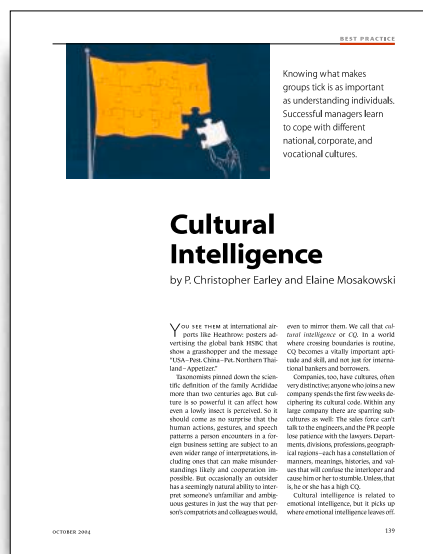 BEST PRACTICE
Knowing what makes
groups tick is as important
as understanding individuals.
Successful managers learn
to cope with different
national, corporate, and
vocational cultures.
Cultural
Intelligence
by P. Christopher Earley and Elaine Mosakowski
YOU SEE THEM at international air-
ports like Heathrow: posters ad-
vertising the global bank HSBC that
show a grasshopper and the message
"USA–Pest. China–Pet. Northern Thai-
land–Appetizer."
Taxonomists pinned down the scien-
tific definition of the family Acrididae
more than two centuries ago. But cul-
ture is so powerful it can affect how
even a lowly insect is perceived. So it
should come as no surprise that the
human actions, gestures, and speech
patterns a person encounters in a for-
eign business setting are subject to an
even wider range of interpretations, in-
cluding ones that can make misunder-
standings likely and cooperation im-
possible. But occasionally an outsider
has a seemingly natural ability to inter-
pret someone's unfamiliar and ambig-
uous gestures in just the way that per-
son's compatriots and colleagues would,
even to mirror them. We call that cul-
tural intelligence or CQ. In a world
where crossing boundaries is routine,
CQ becomes a vitally important apti-
tude and skill, and not just for interna-
tional bankers and borrowers.
Companies, too, have cultures, often
very distinctive; anyone who joins a new
company spends the first few weeks de-
ciphering its cultural code. Within any
large company there are sparring sub-
cultures as well: The sales force can't
talk to the engineers, and the PR people
lose patience with the lawyers. Depart-
ments, divisions, professions, geograph-
ical regions–each has a constellation of
manners, meanings, histories, and val-
ues that will confuse the interloper and
cause him or her to stumble. Unless, that
is, he or she has a high CQ.
Cultural intelligence is related to
emotional intelligence, but it picks up
where emotional intelligence leaves off.
OCTOBER 2004
139